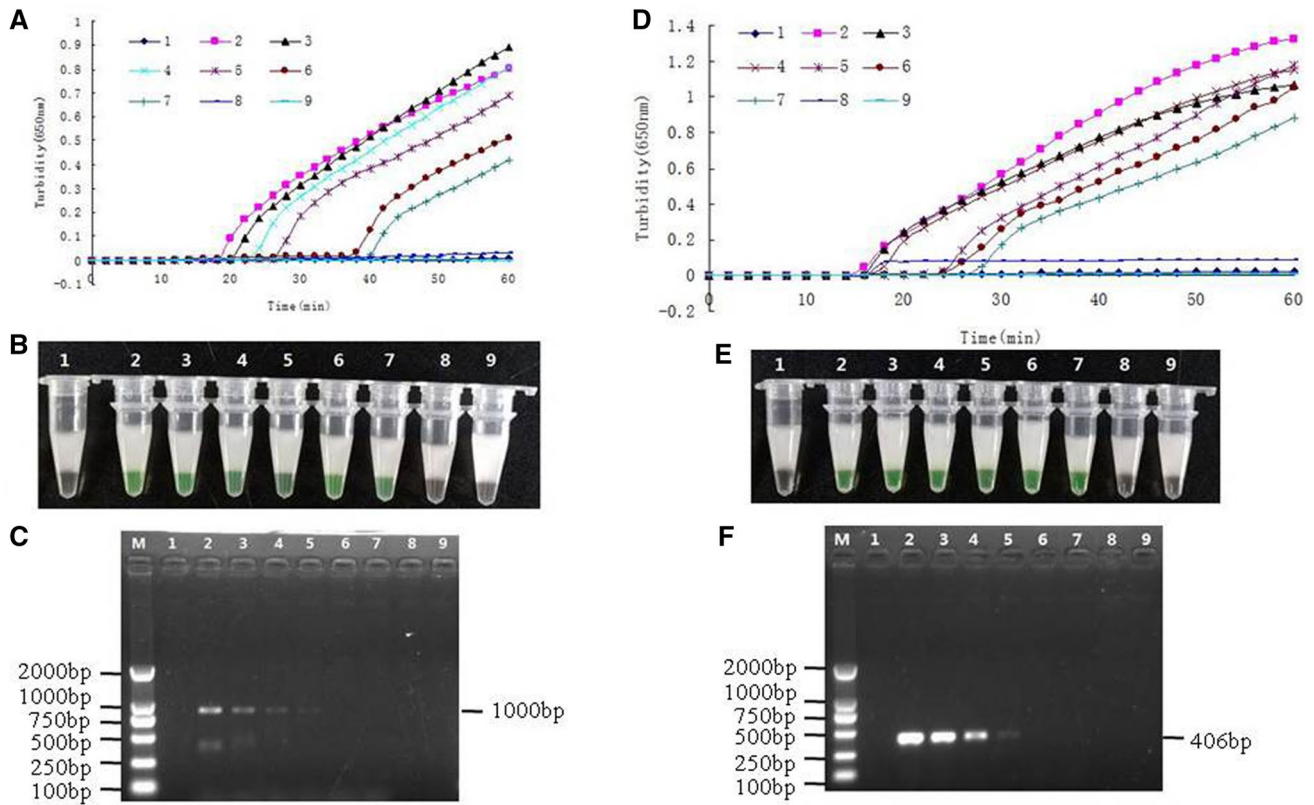 A
1
0.9
0.8
0.7
0.6
0.5
0.4
0.3
0.2
0.1
0
-0.1
Turbidity(650nm)
1 2 3
4 5 6
7 8 9
10 20 30 40 50 60
Time(min)
D
1.4
1.2
1
0.8
0.6
0.4
0.2
0
-0.2
Turbidity(650nm)
1 2 3
4 5 6
7 8 9
0 10 20 30 40 50 60
Time(min)
B
1 2 3 4 5 6 7 8 9
E
1 2 3 4 5 6 7 8 9
C
M 1 2 3 4 5 6 7 8 9
2000bp
1000bp
750bp
500bp
250bp
100bp
1000bp
F
M 1 2 3 4 5 6 7 8 9
2000bp
1000bp
750bp
500bp
250bp
100bp
406bp